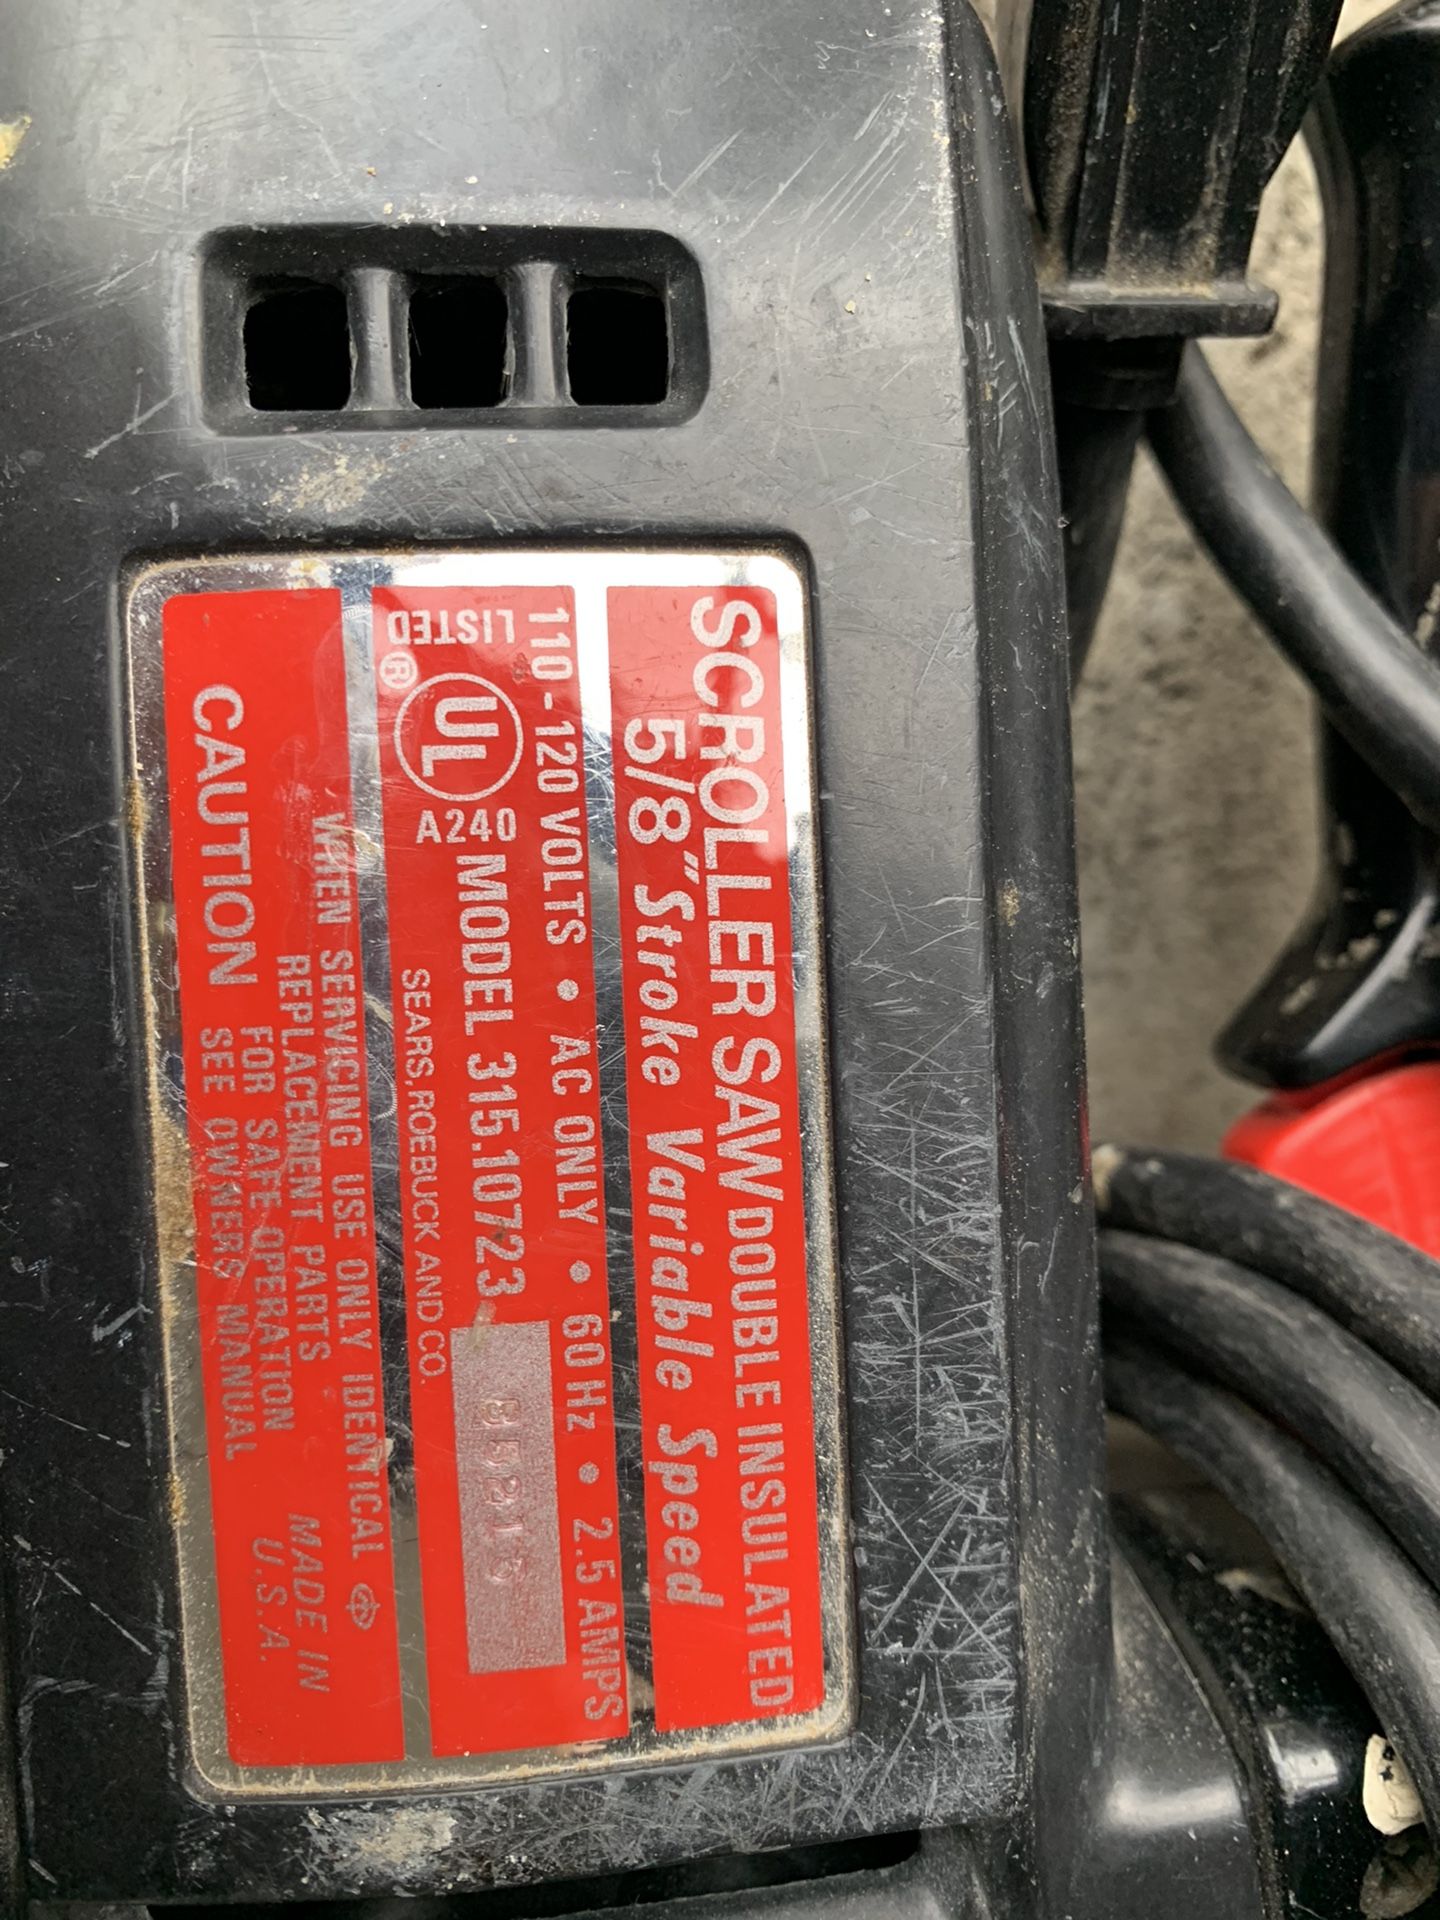 SCROLLER SAW DOUBLE INSULATED
5/8" Stroke Variable Speed
110-120 VOLTS • AC ONLY • 60 Hz • 2.5 AMPS
LISTED
UL ®
A240
MODEL 315.10723
S5215
SEARS, ROEBUCK AND CO.
WHEN SERVICING USE ONLY IDENTICAL
REPLACEMENT PARTS
CAUTION FOR SAFE OPERATION
SEE OWNERS MANUAL
MADE IN
U.S.A.